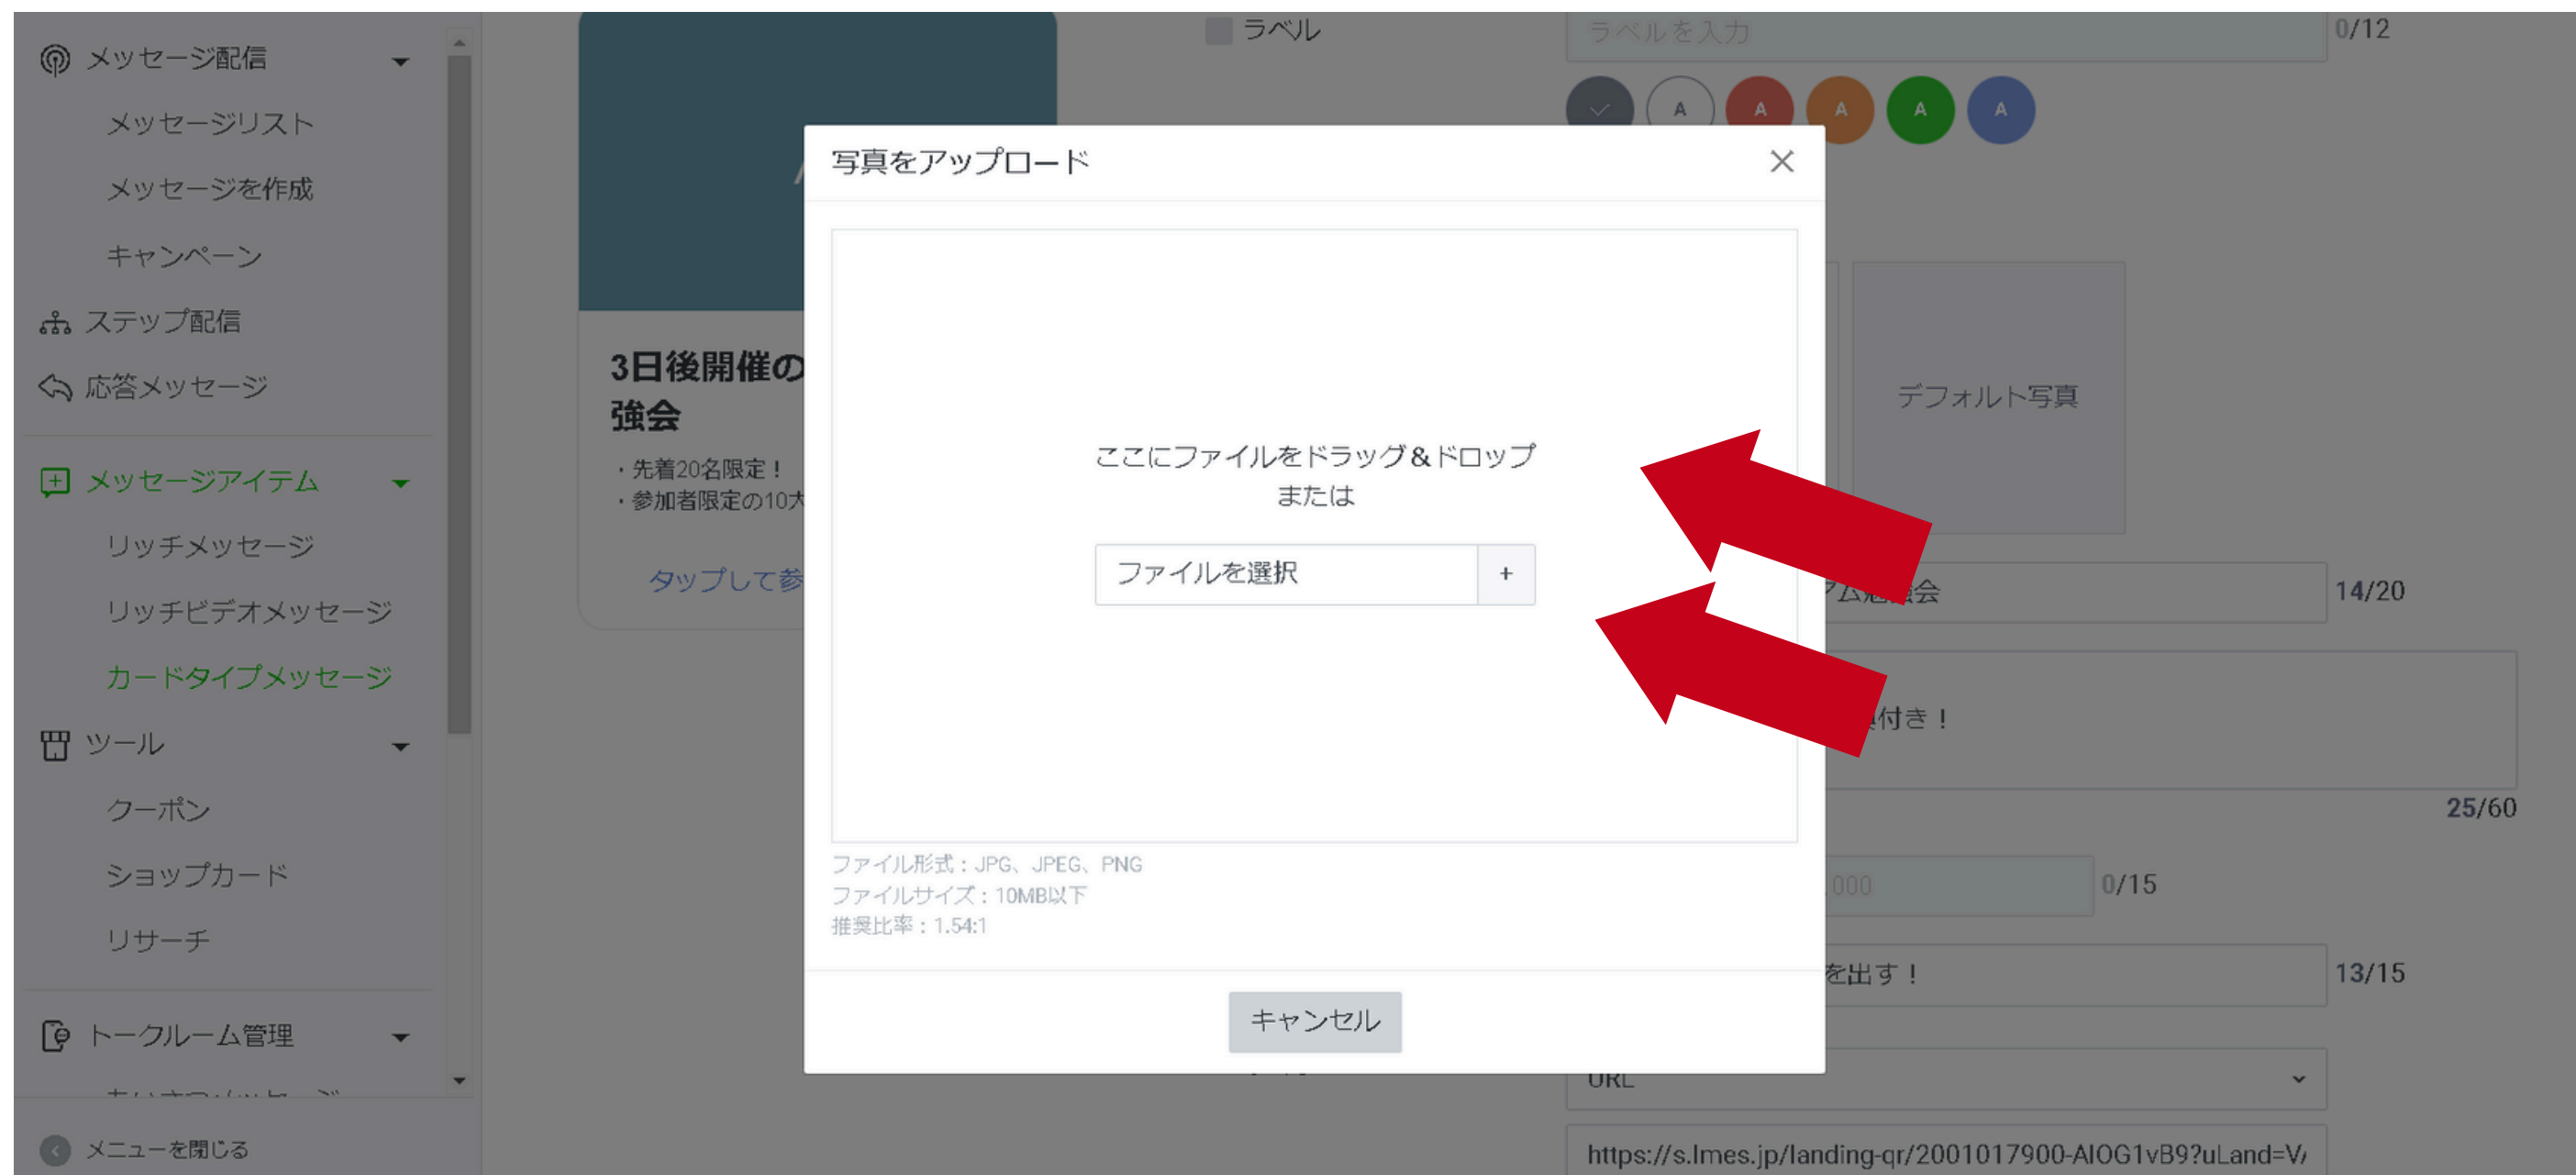 メッセージ配信
メッセージリスト
メッセージを作成
キャンペーン
ステップ配信
応答メッセージ
メッセージアイテム
リッチメッセージ
リッチビデオメッセージ
カードタイプメッセージ
ツール
クーポン
ショップカード
リサーチ
トークルーム管理
メニューを閉じる
3日後開催の
強会
・先着20名限定！
・参加者限定の10大
タップして参
ラベル
ラベルを入力
0/12
A
A
A
A
A
写真をアップロード
ここにファイルをドラッグ＆ドロップ
または
ファイルを選択
+
ファイル形式：JPG、JPEG、PNG
ファイルサイズ：10MB以下
推奨比率：1.54:1
キャンセル
デフォルト写真
強会
14/20
付き！
25/60
000
0/15
を出す！
13/15
URL
https://s.lmes.jp/landing-qr/2001017900-AIOG1vB9?uLand=V